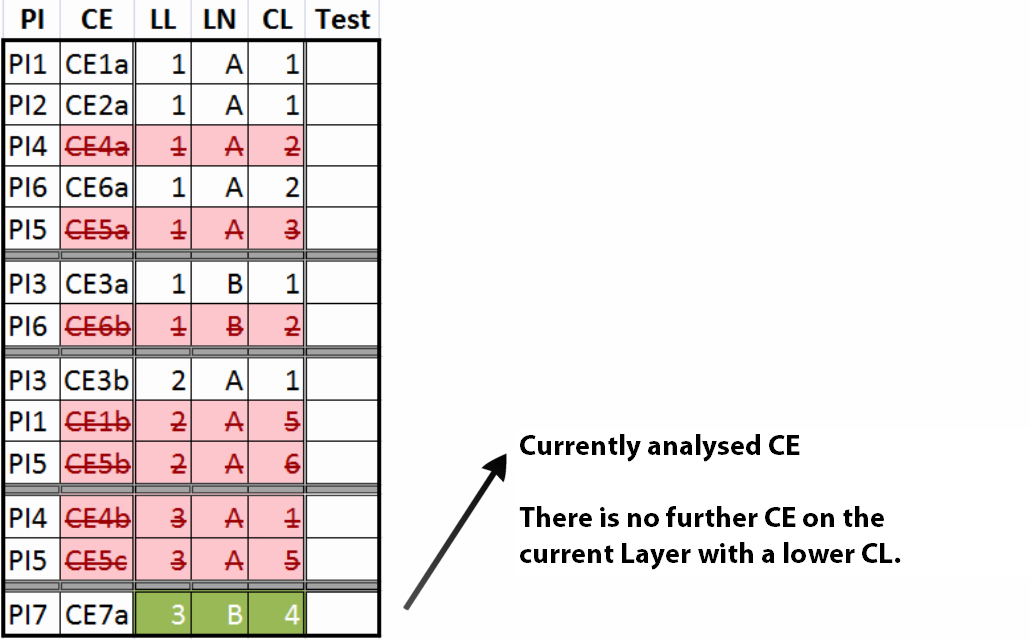 PI CE LL LN CL Test
PI1 CE1a 1 A 1
PI2 CE2a 1 A 1
PI4 CE4a 1 A 2
PI6 CE6a 1 A 2
PI5 CE5a 1 A 3
PI3 CE3a 1 B 1
PI6 CE6b 1 B 2
PI3 CE3b 2 A 1
PI1 CE1b 2 A 5
PI5 CE5b 2 A 6
PI4 CE4b 3 A 1
PI5 CE5c 3 A 5
PI7 CE7a 3 B 4
Currently analysed CE
There is no further CE on the
current Layer with a lower CL.